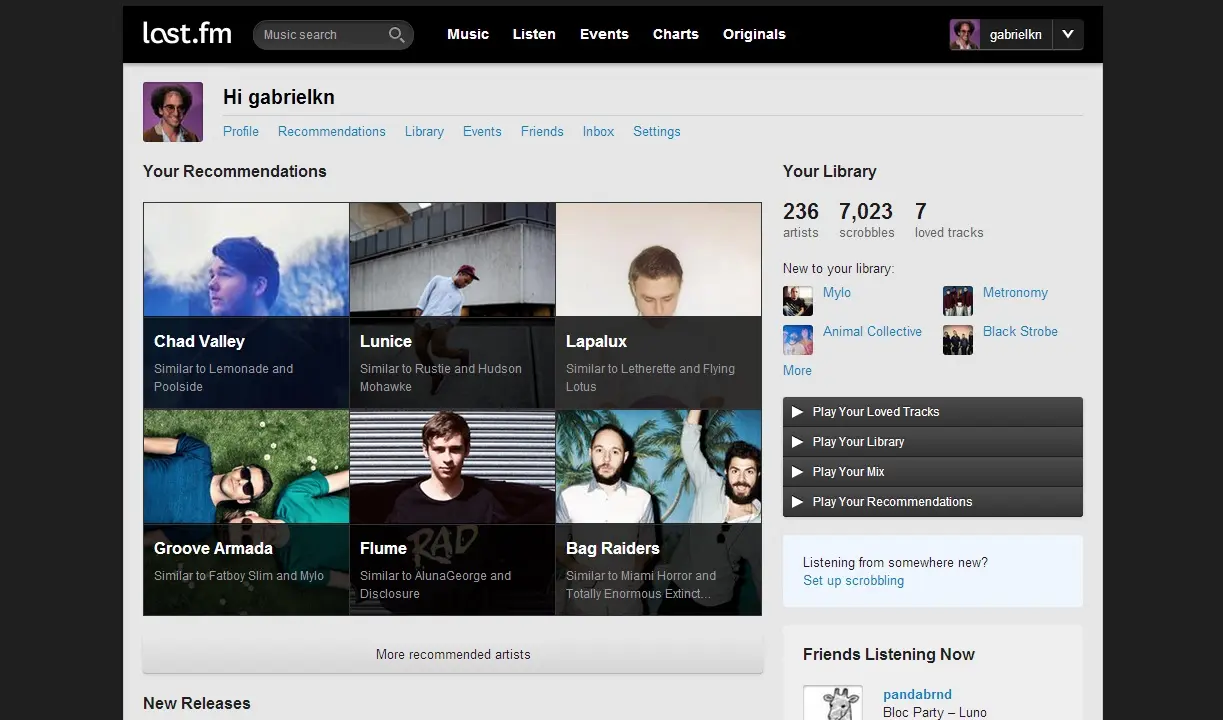 last.fm
Music search
Music
Listen
Events
Charts
Originals
gabrielkn
Hi gabrielkn
Profile
Recommendations
Library
Events
Friends
Inbox
Settings
Your Recommendations
Chad Valley
Similar to Lemonade and
Poolside
Lunice
Similar to Rustie and Hudson
Mohawke
Lapalux
Similar to Letherette and Flying
Lotus
Groove Armada
Similar to Fatboy Slim and Mylo
Flume
RAD
Similar to AlunaGeorge and
Disclosure
Bag Raiders
Similar to Miami Horror and
Totally Enormous Extinct...
More recommended artists
New Releases
Your Library
236
artists
7,023
scrobbles
7
loved tracks
New to your library:
Mylo
Metronomy
Animal Collective
Black Strobe
More
Play Your Loved Tracks
Play Your Library
Play Your Mix
Play Your Recommendations
Listening from somewhere new?
Set up scrobbling
Friends Listening Now
pandabrnd
Bloc Party – Luno